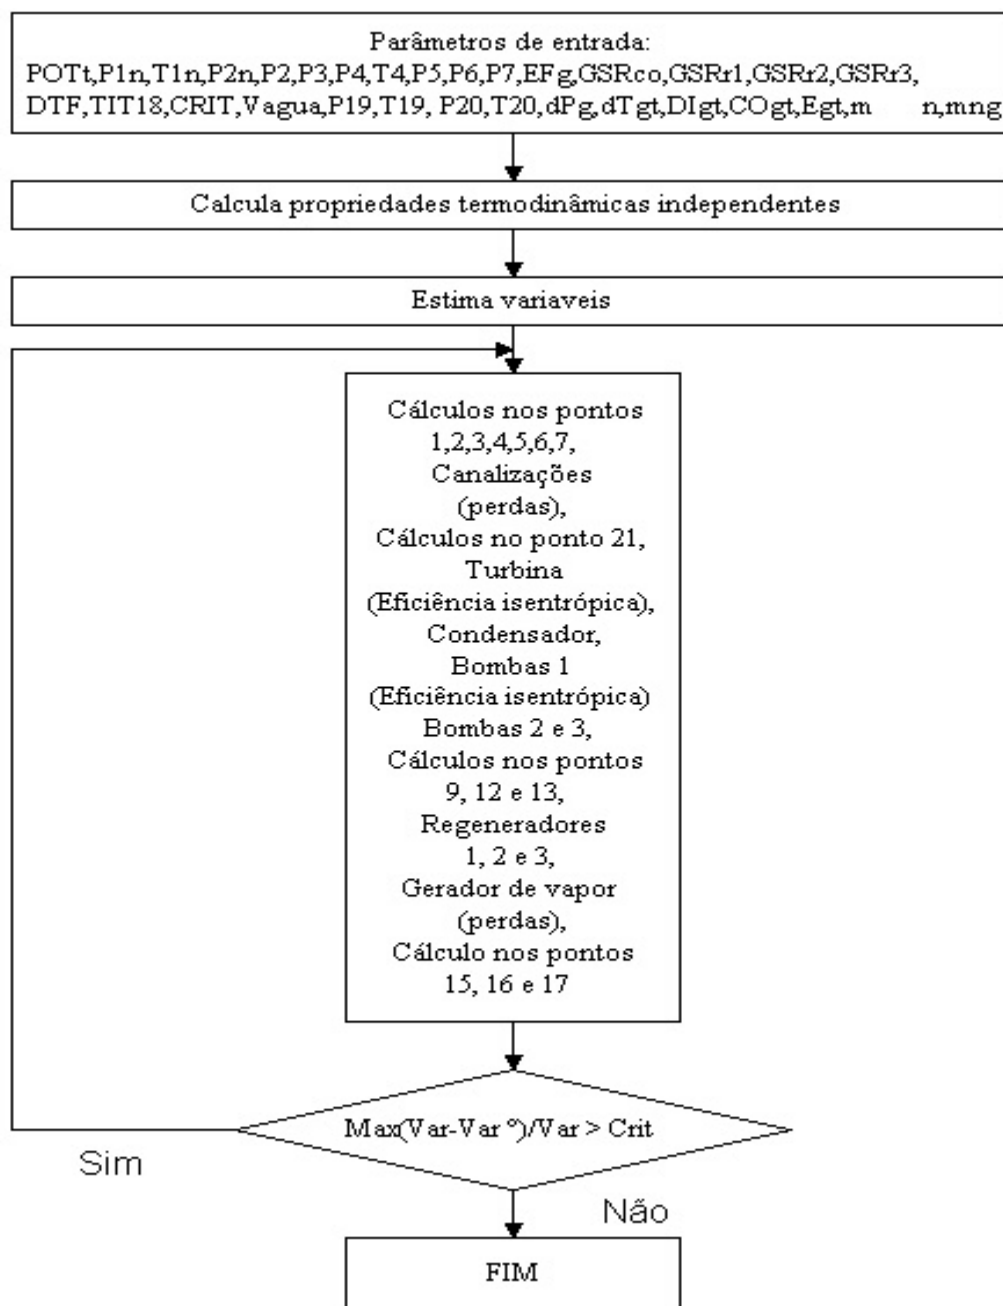 Parâmetros de entrada:
POTt,P1n,T1n,P2n,P2,P3,P4,T4,P5,P6,P7,EFg,GSRco,GSRr1,GSRr2,GSRr3,
DTF,TIT18,CRIT,Vagua,P19,T19, P20,T20,dPg,dTgt,DIgt,COgt,Egt,m n,mng
Calcula propriedades termodinâmicas independentes
Estima variaveis
Cálculos nos pontos
1,2,3,4,5,6,7,
Canalizações
(perdas),
Cálculos no ponto 21,
Turbina
(Eficiência isentrópica),
Condensador,
Bombas 1
(Eficiência isentrópica)
Bombas 2 e 3,
Cálculos nos pontos
9, 12 e 13,
Regeneradores
1, 2 e 3,
Gerador de vapor
(perdas),
Cálculo nos pontos
15, 16 e 17
Max(Var-Var º)/Var > Crit
Sim
Não
FIM